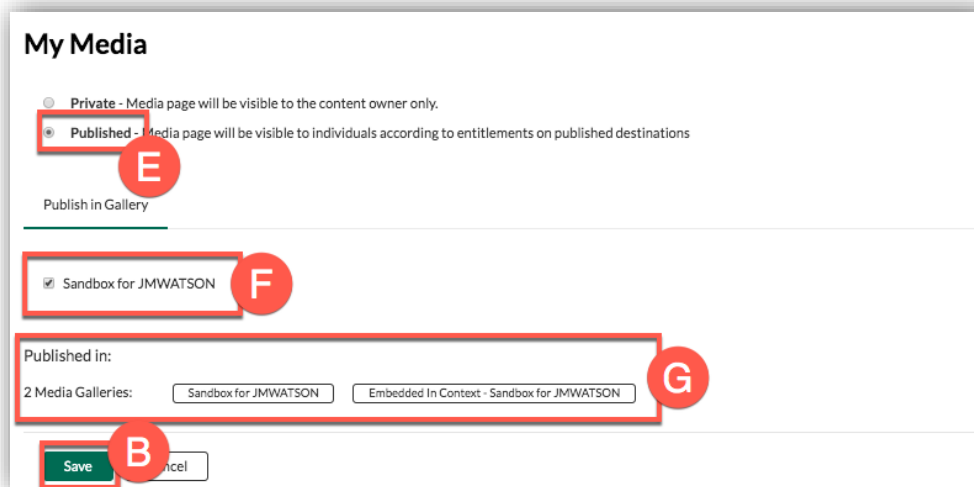 My Media
Private - Media page will be visible to the content owner only.
Published - Media page will be visible to individuals according to entitlements on published destinations
E
Publish in Gallery
Sandbox for JMWATSON
F
Published in:
2 Media Galleries: Sandbox for JMWATSON Embedded In Context - Sandbox for JMWATSON
G
Save B ncel